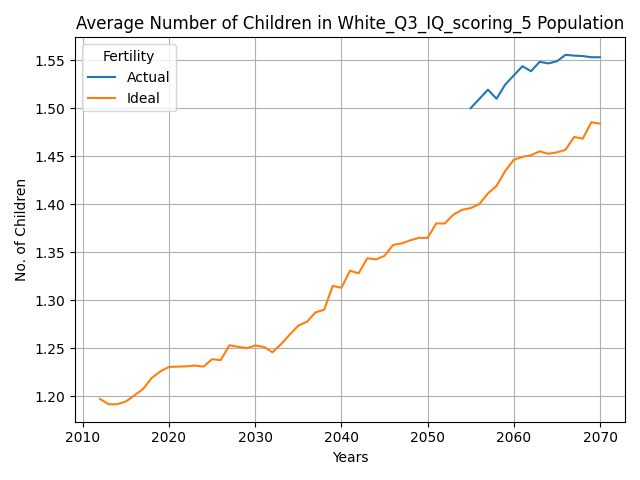 Average Number of Children in White_Q3_IQ_scoring_5 Population
Fertility
Actual
Ideal
No. of Children
1.55
1.50
1.45
1.40
1.35
1.30
1.25
1.20
2010 2020 2030 2040 2050 2060 2070
Years